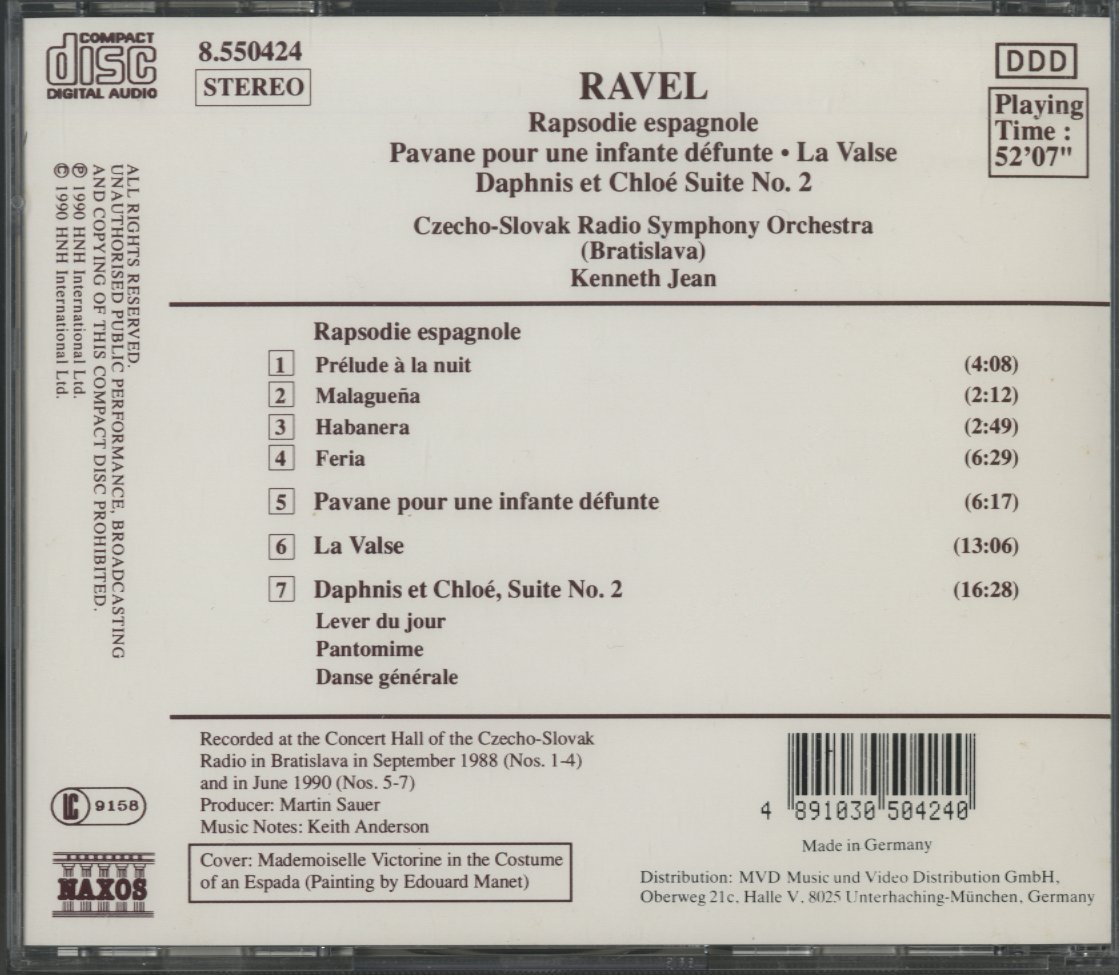 COMPACT
disc
DIGITAL AUDIO
8.550424
STEREO
RAVEL
Rapsodie espagnole
Pavane pour une infante défunte • La Valse
Daphnis et Chloé Suite No. 2
Czecho-Slovak Radio Symphony Orchestra
(Bratislava)
Kenneth Jean
DDD
Playing
Time :
52'07"
ALL RIGHTS RESERVED.
UNAUTHORISED PUBLIC PERFORMANCE, BROADCASTING
AND COPYING OF THIS COMPACT DISC PROHIBITED.
℗ 1990 HNH International Ltd.
© 1990 HNH International Ltd.
Rapsodie espagnole
1 Prélude à la nuit (4:08)
2 Malagueña (2:12)
3 Habanera (2:49)
4 Feria (6:29)
5 Pavane pour une infante défunte (6:17)
6 La Valse (13:06)
7 Daphnis et Chloé, Suite No. 2 (16:28)
Lever du jour
Pantomime
Danse générale
Recorded at the Concert Hall of the Czecho-Slovak
Radio in Bratislava in September 1988 (Nos. 1-4)
and in June 1990 (Nos. 5-7)
Producer: Martin Sauer
Music Notes: Keith Anderson
Cover: Mademoiselle Victorine in the Costume
of an Espada (Painting by Edouard Manet)
LC 9158
NAXOS
4 891030 504240
Made in Germany
Distribution: MVD Music und Video Distribution GmbH,
Oberweg 21c. Halle V. 8025 Unterhaching-München, Germany